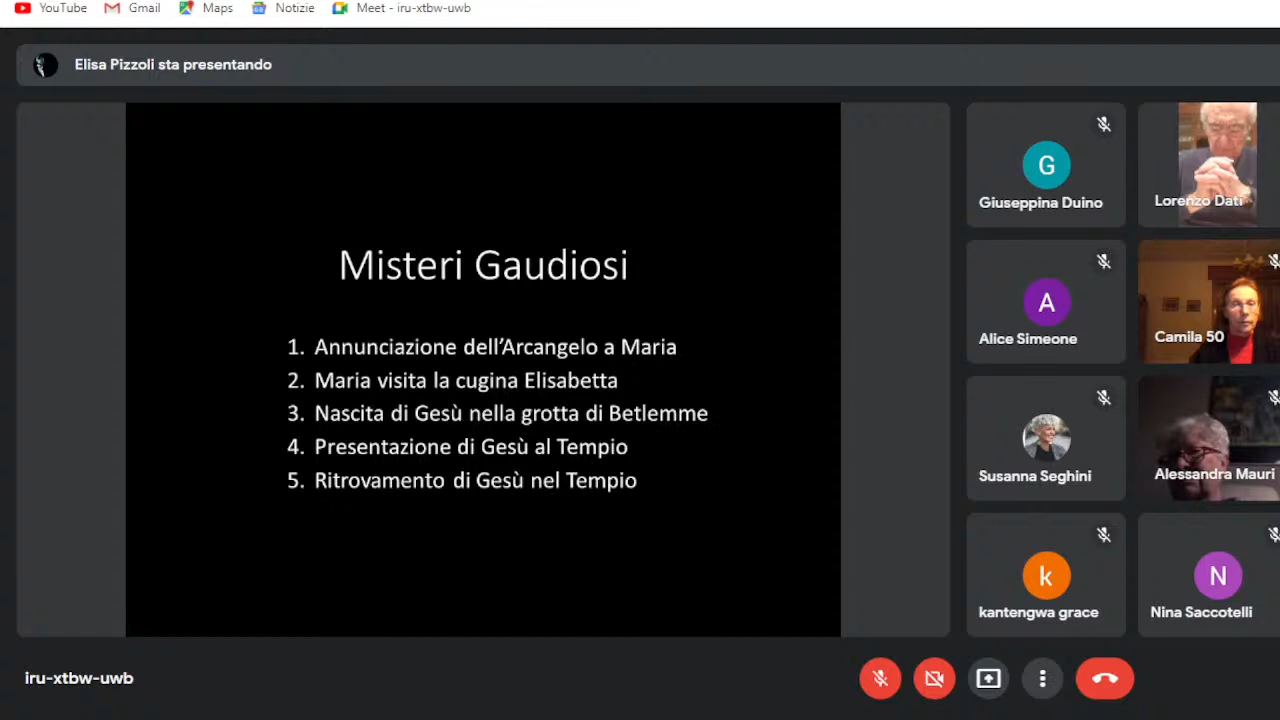 YouTube Gmail Maps Notizie Meet - iru-xtbw-uwb
Elisa Pizzoli sta presentando
Misteri Gaudiosi
1. Annunciazione dell’Arcangelo a Maria
2. Maria visita la cugina Elisabetta
3. Nascita di Gesù nella grotta di Betlemme
4. Presentazione di Gesù al Tempio
5. Ritrovamento di Gesù nel Tempio
G
Giuseppina Duino
Lorenzo Dati
A
Alice Simeone
Camila 50
Susanna Seghini
Alessandra Mauri
k
kantengwa grace
N
Nina Saccotelli
iru-xtbw-uwb